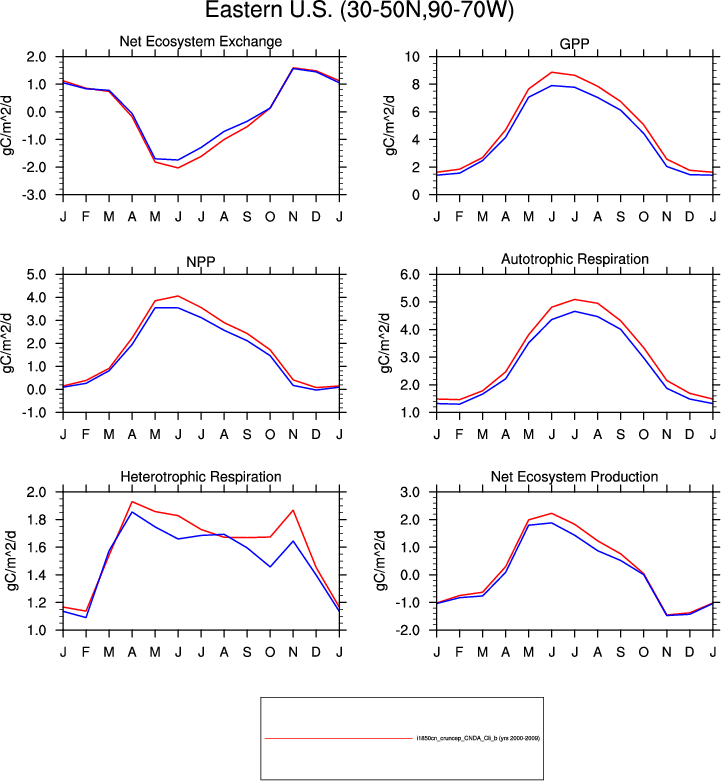 Eastern U.S. (30-50N,90-70W)
Net Ecosystem Exchange
gC/m^2/d
2.0
1.0
0.0
-1.0
-2.0
-3.0
J F M A M J J A S O N D J
GPP
gC/m^2/d
10
8
6
4
2
0
J F M A M J J A S O N D J
NPP
gC/m^2/d
5.0
4.0
3.0
2.0
1.0
0.0
-1.0
J F M A M J J A S O N D J
Autotrophic Respiration
gC/m^2/d
6.0
5.0
4.0
3.0
2.0
1.0
J F M A M J J A S O N D J
Heterotrophic Respiration
gC/m^2/d
2.0
1.8
1.6
1.4
1.2
1.0
J F M A M J J A S O N D J
Net Ecosystem Production
gC/m^2/d
3.0
2.0
1.0
0.0
-1.0
-2.0
J F M A M J J A S O N D J
i1850cn_cruncep_CNDA_Cli_b (yrs 2000-2009)